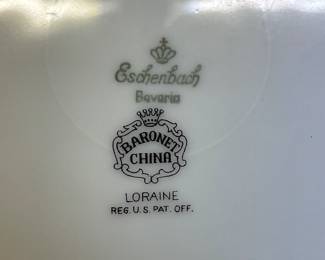 Eschenbach
Bavaria
BARONET
CHINA
LORAINE
REG. U.S. PAT. OFF.